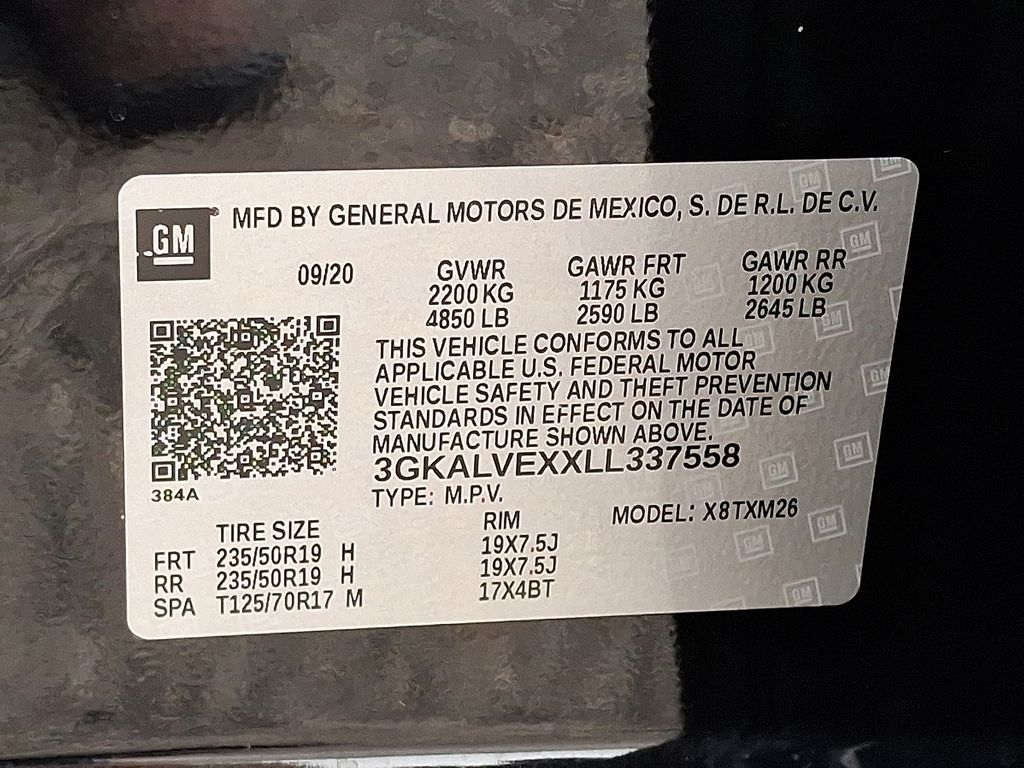 GM
MFD BY GENERAL MOTORS DE MEXICO, S. DE R.L. DE C.V.
09/20 GVWR GAWR FRT GAWR RR
2200 KG 1175 KG 1200 KG
4850 LB 2590 LB 2645 LB
THIS VEHICLE CONFORMS TO ALL
APPLICABLE U.S. FEDERAL MOTOR
VEHICLE SAFETY AND THEFT PREVENTION
STANDARDS IN EFFECT ON THE DATE OF
MANUFACTURE SHOWN ABOVE.
3GKALVEXXLL337558
384A
TYPE: M.P.V. MODEL: X8TXM26
TIRE SIZE RIM
FRT 235/50R19 H 19X7.5J
RR 235/50R19 H 19X7.5J
SPA T125/70R17 M 17X4BT